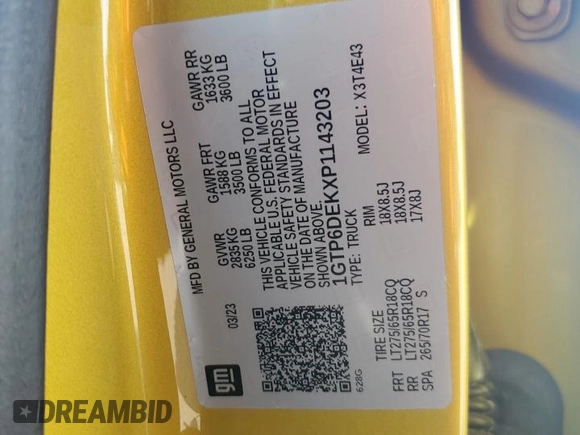 MFD BY GENERAL MOTORS LLC
03/23
GVWR
2835 KG
6250 LB
GAWR FRT
1588 KG
3500 LB
GAWR RR
1633 KG
3600 LB
THIS VEHICLE CONFORMS TO ALL
APPLICABLE U.S. FEDERAL MOTOR
VEHICLE SAFETY STANDARDS IN EFFECT
ON THE DATE OF MANUFACTURE
SHOWN ABOVE.
1GTP6DEKXP1143203
TYPE: TRUCK
X3T4E43
gm
628G
TIRE SIZE
RIM
FRT LT275/65R18CQ 18X8.5J
RR LT275/65R18CQ 18X8.5J
SPA 265/70R17 S 17X8J
DREAMBID